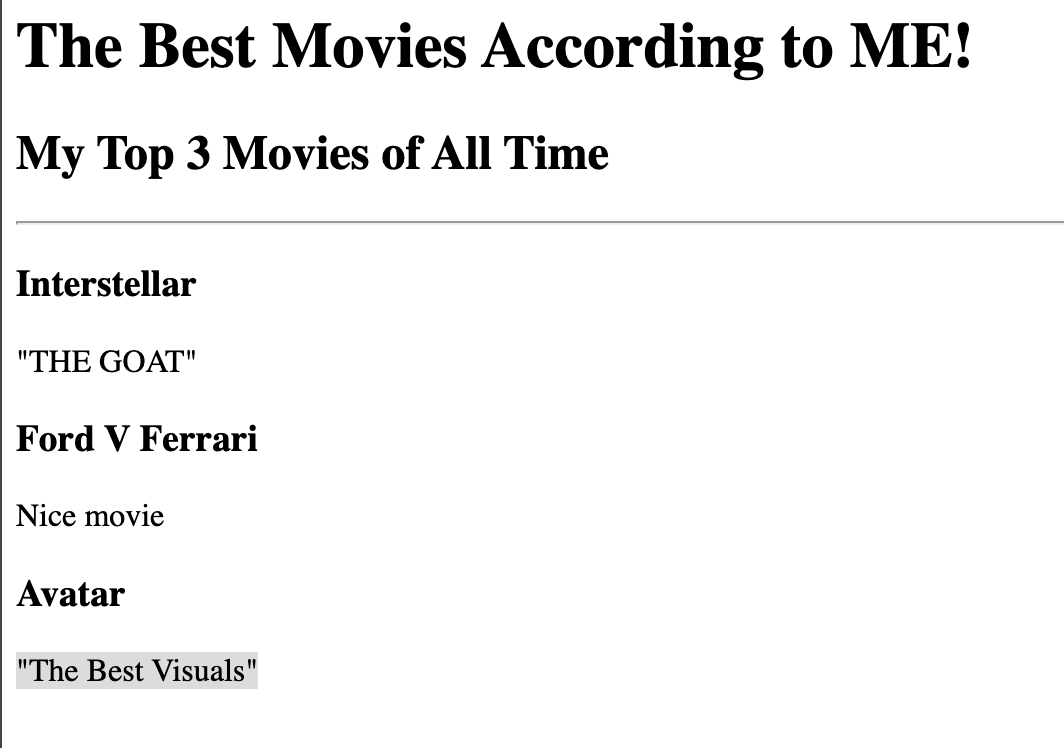 The Best Movies According to ME!
My Top 3 Movies of All Time
Interstellar
"THE GOAT"
Ford V Ferrari
Nice movie
Avatar
"The Best Visuals"